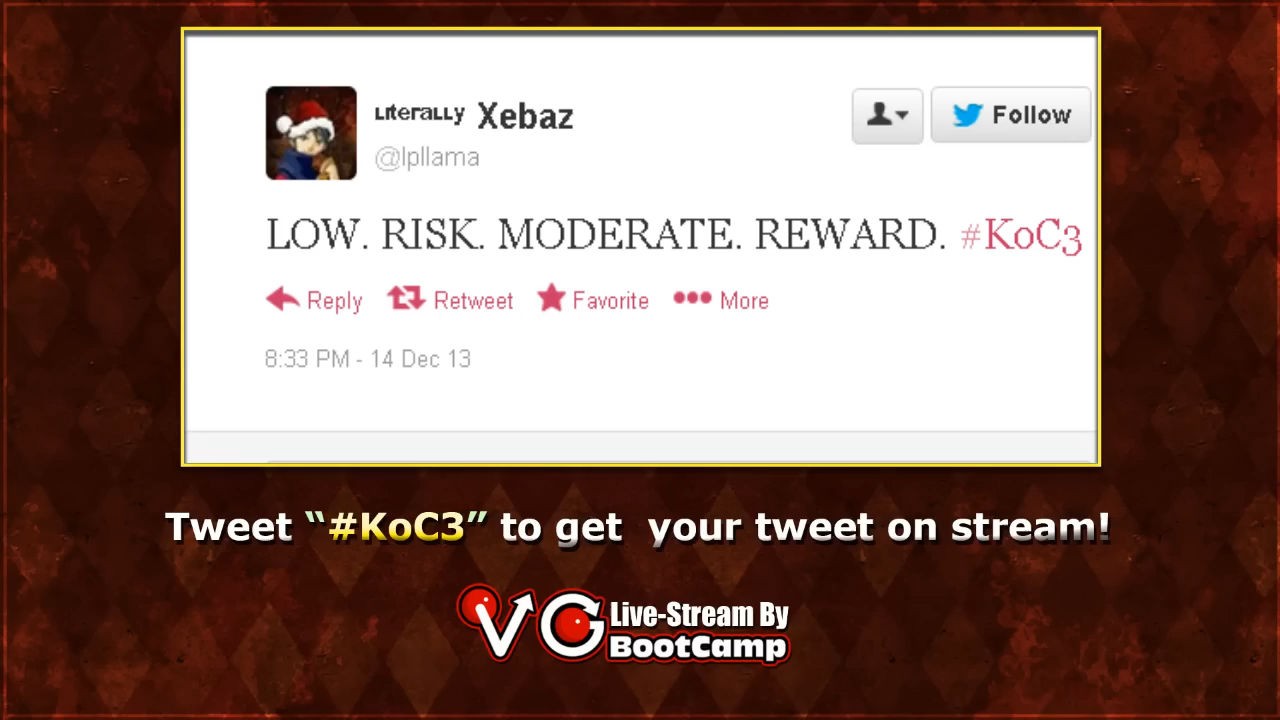 ʟıᴛerᴀʟʟy Xebaz
Follow
@lpllama
LOW. RISK. MODERATE. REWARD. #KoC3
Reply Retweet Favorite More
8:33 PM - 14 Dec 13
Tweet “#KoC3” to get  your tweet on stream!
VG Live-Stream By
BootCamp